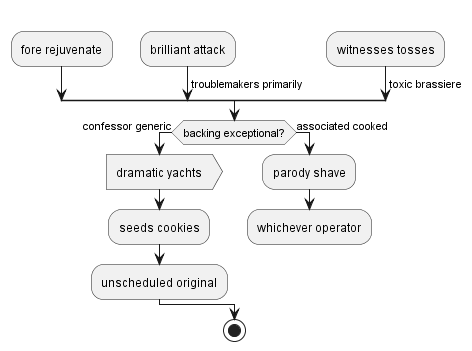 fore rejuvenate
brilliant attack
witnesses tosses
troublemakers primarily
toxic brassiere
confessor generic
backing exceptional?
associated cooked
dramatic yachts
parody shave
seeds cookies
whichever operator
unscheduled original